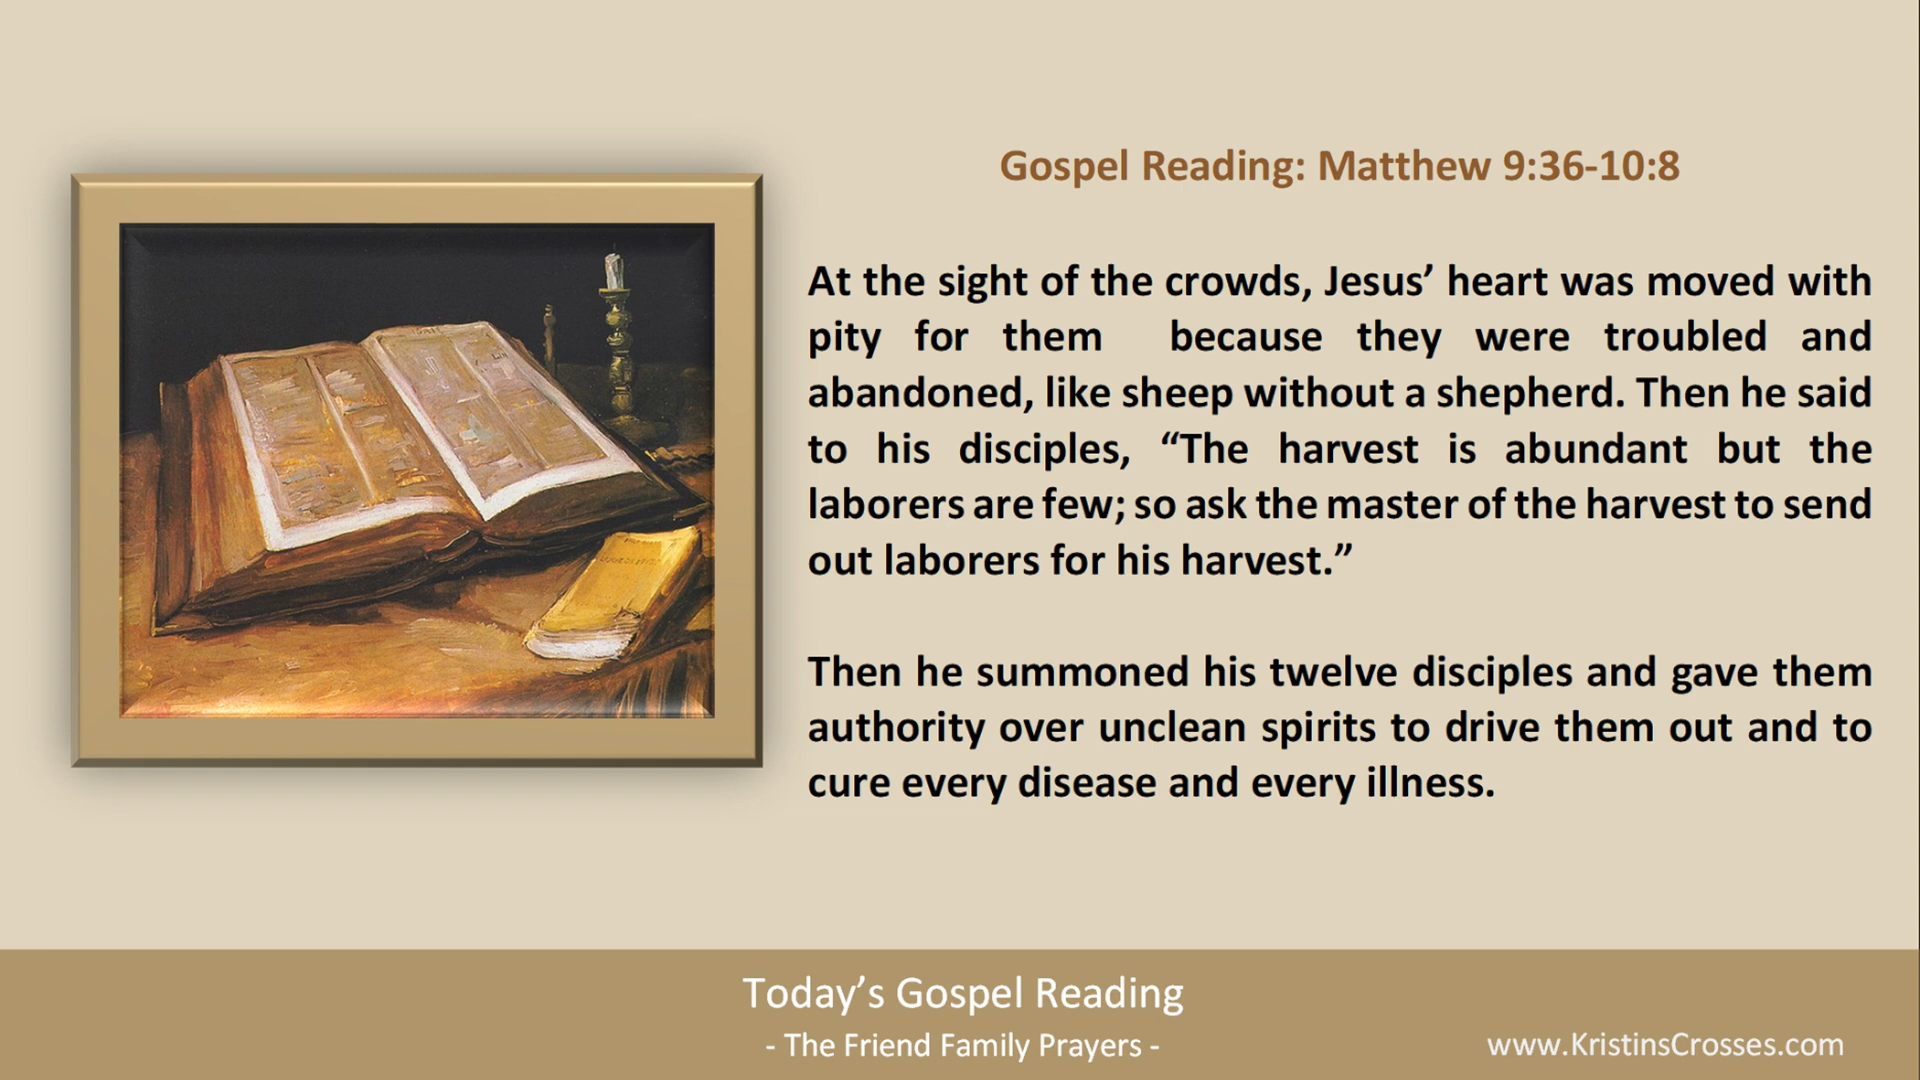 Gospel Reading: Matthew 9:36-10:8
At the sight of the crowds, Jesus’ heart was moved with
pity for them because they were troubled and
abandoned, like sheep without a shepherd. Then he said
to his disciples, “The harvest is abundant but the
laborers are few; so ask the master of the harvest to send
out laborers for his harvest.”
Then he summoned his twelve disciples and gave them
authority over unclean spirits to drive them out and to
cure every disease and every illness.
Today’s Gospel Reading
- The Friend Family Prayers -
www.KristinsCrosses.com